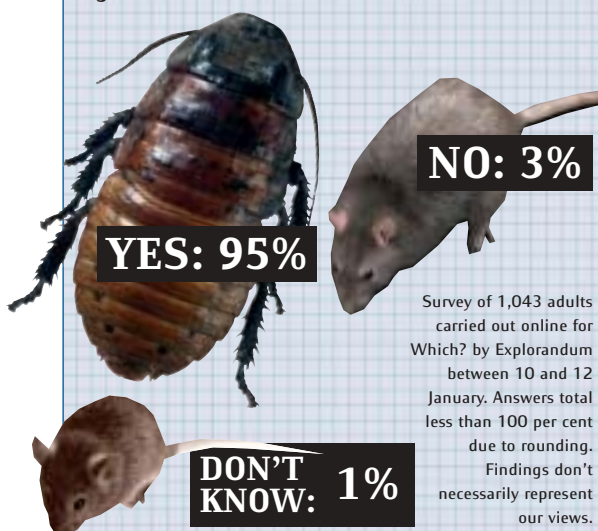 YES: 95%
NO: 3%
DON'T
KNOW: 1%
Survey of 1,043 adults
carried out online for
Which? by Explorandum
between 10 and 12
January. Answers total
less than 100 per cent
due to rounding.
Findings don't
necessarily represent
our views.